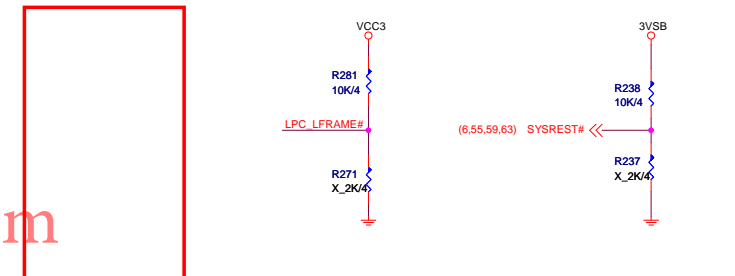 VCC3
3VSB
R281
10K/4
R238
10K/4
LPC_LFRAME#
(6,55,59,63) SYSREST#
R271
X_2K/4
R237
X_2K/4
m